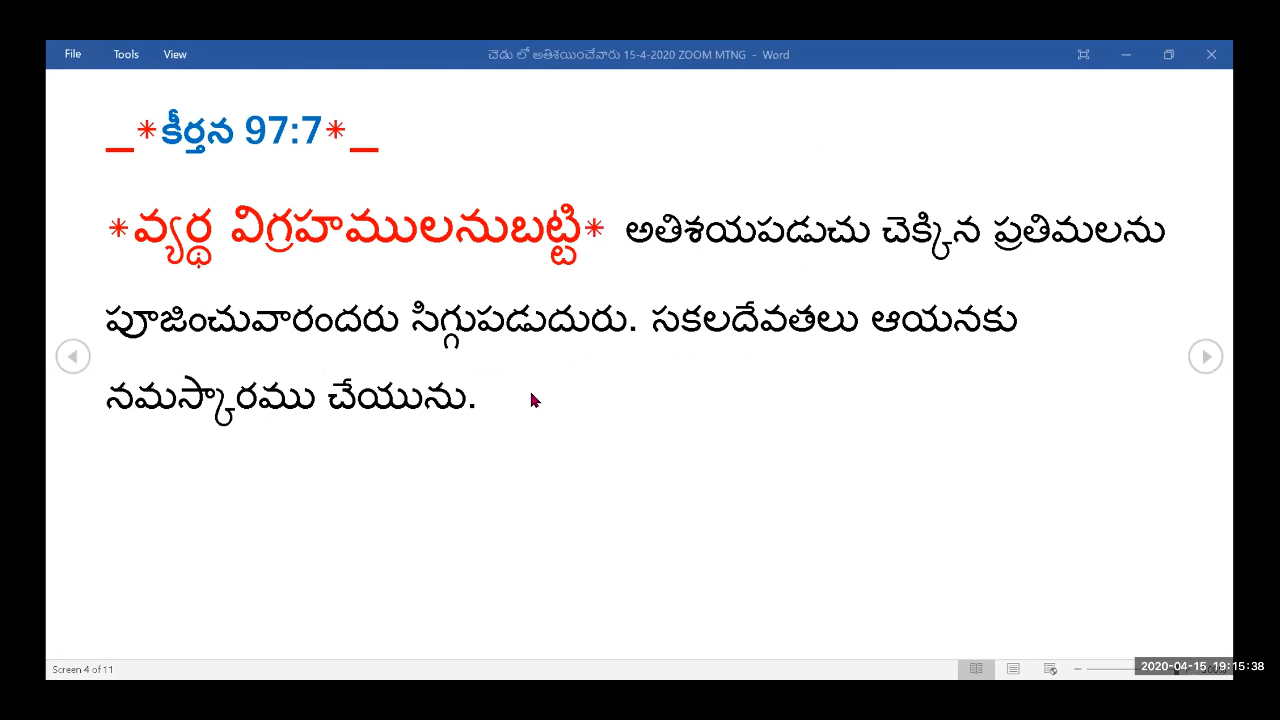 File Tools View చెడు లో అతిశయించేవారు 15-4-2020 ZOOM MTNG - Word
_*కీర్తన 97:7*_
*వ్యర్థ విగ్రహములనుబట్టి* అతిశయపడుచు చెక్కిన ప్రతిమలను
పూజించువారందరు సిగ్గుపడుదురు. సకలదేవతలు ఆయనకు
నమస్కారము చేయును.
Screen 4 of 11
2020-04-15 19:15:38